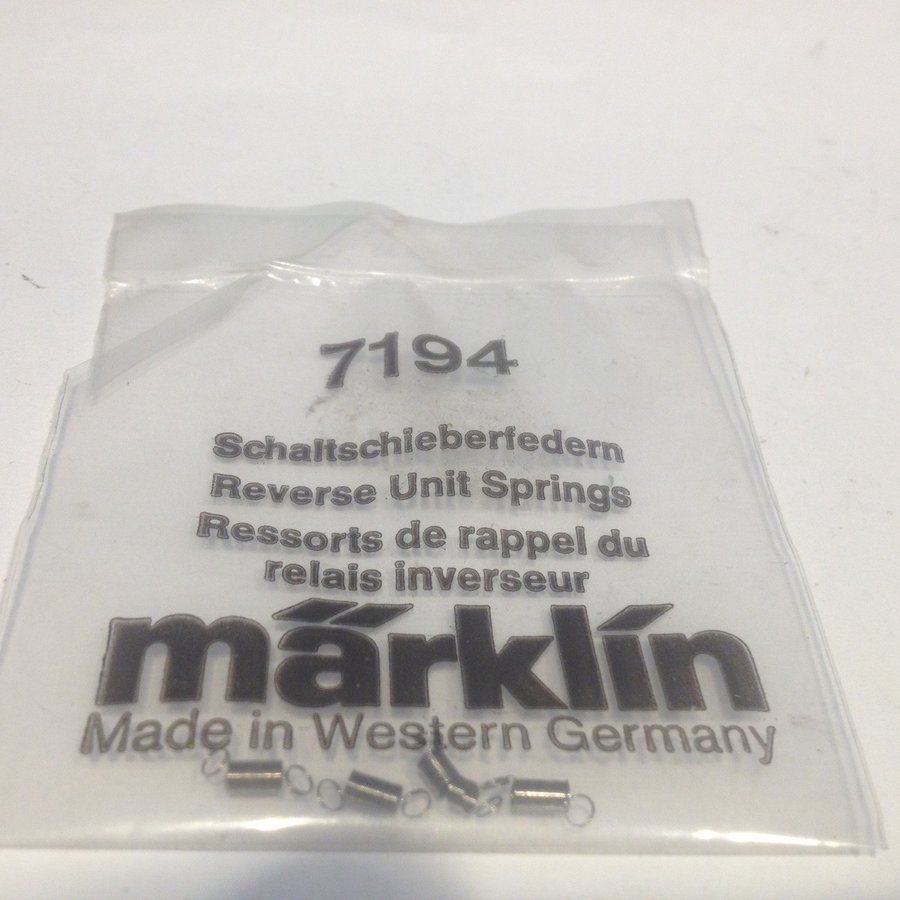 7194
Schaltschieberfedern
Reverse Unit Springs
Ressorts de rappel du
relais inverseur
märklin
Made in Western Germany